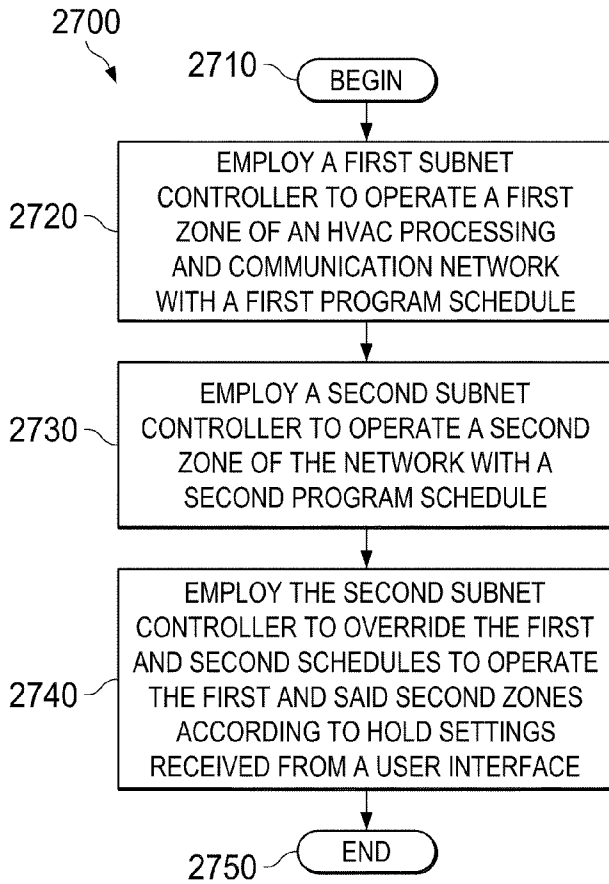 2700
2710
BEGIN
2720
EMPLOY A FIRST SUBNET
CONTROLLER TO OPERATE A FIRST
ZONE OF AN HVAC PROCESSING
AND COMMUNICATION NETWORK
WITH A FIRST PROGRAM SCHEDULE
2730
EMPLOY A SECOND SUBNET
CONTROLLER TO OPERATE A SECOND
ZONE OF THE NETWORK WITH A
SECOND PROGRAM SCHEDULE
2740
EMPLOY THE SECOND SUBNET
CONTROLLER TO OVERRIDE THE FIRST
AND SECOND SCHEDULES TO OPERATE
THE FIRST AND SAID SECOND ZONES
ACCORDING TO HOLD SETTINGS
RECEIVED FROM A USER INTERFACE
2750
END